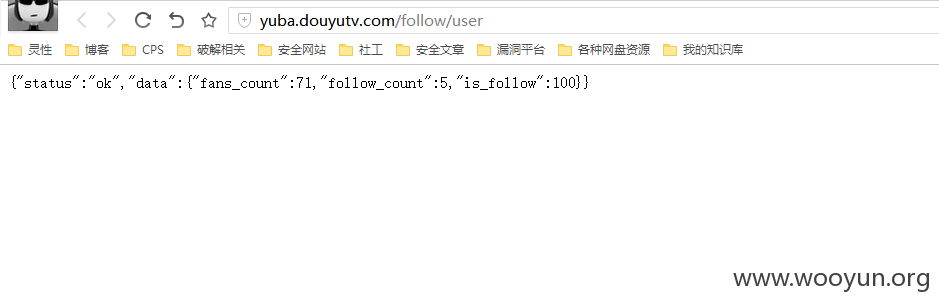 yuba.douyutv.com/follow/user
灵性 博客 CPS 破解相关 安全网站 社工 安全文章 漏洞平台 各种网盘资源 我的知识库
{"status":"ok","data":{"fans_count":71,"follow_count":5,"is_follow":100}}
www.wooyun.org